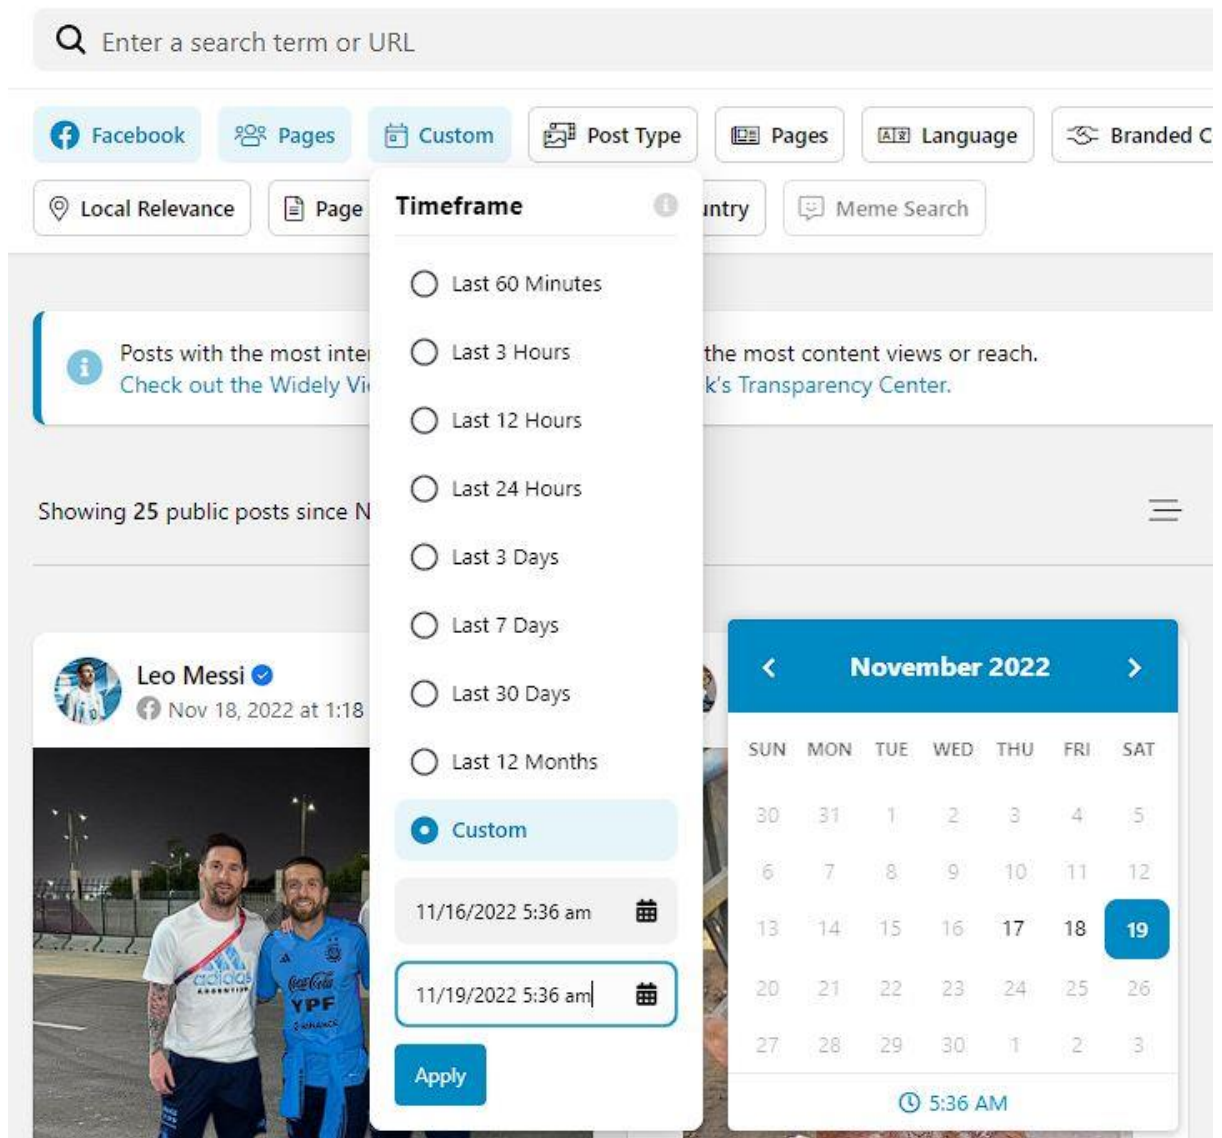 Enter a search term or URL
Facebook Pages Custom Post Type Pages Language Branded C
Local Relevance Page untry Meme Search
Timeframe
Last 60 Minutes
Last 3 Hours
Last 12 Hours
Last 24 Hours
Last 3 Days
Last 7 Days
Last 30 Days
Last 12 Months
Custom
11/16/2022 5:36 am
11/19/2022 5:36 am
Apply
Posts with the most inte the most content views or reach.
Check out the Widely Vi k's Transparency Center.
Showing 25 public posts since N
Leo Messi
Nov 18, 2022 at 1:18
adidas
ARGENTINA
Coca-Cola
YPF
BINANCE
November 2022
SUN MON TUE WED THU FRI SAT
30 31 1 2 3 4 5
6 7 8 9 10 11 12
13 14 15 16 17 18 19
20 21 22 23 24 25 26
27 28 29 30 1 2 3
5:36 AM